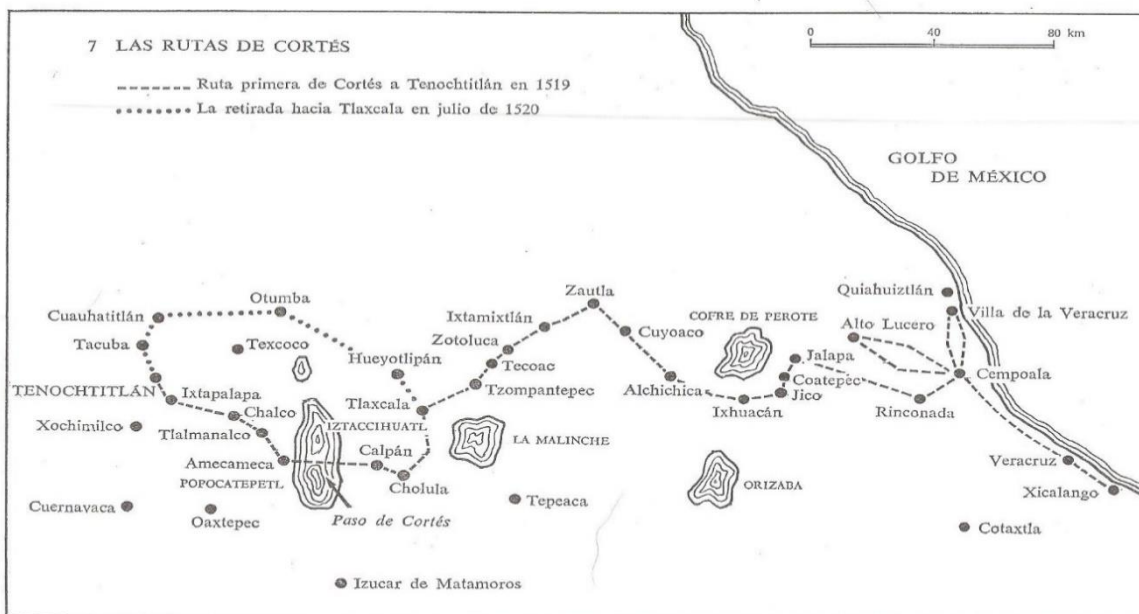 7 LAS RUTAS DE CORTÉS
Ruta primera de Cortés a Tenochtitlán en 1519
La retirada hacia Tlaxcala en julio de 1520
0 40 80 km
GOLFO
DE MÉXICO
Quiahuiztlán
Villa de la Veracruz
Zautla
Otumba
Cuauhatitlán
Ixtamixtlán
COFRE DE PEROTE
Alto Lucero
Cuyoaco
Tacuba
Texcoco
Zotoluca
Hueyotlipán
Tecoac
Jalapa
Cempoala
TENOCHTITLÁN
Ixtapalapa
Tzompantepec
Alchichica
Coatepec
Jico
Ixhuacán
Rinconada
Chalco
Tlaxcala
IZTACCIHUATL
Xochimilco
Tlalmanalco
LA MALINCHE
Calpán
Amecameca
Veracruz
POPOCATEPETL
Cholula
ORIZABA
Xicalango
Cuernavaca
Oaxtepec
Paso de Cortés
Tepeaca
Cotaxtla
Izucar de Matamoros